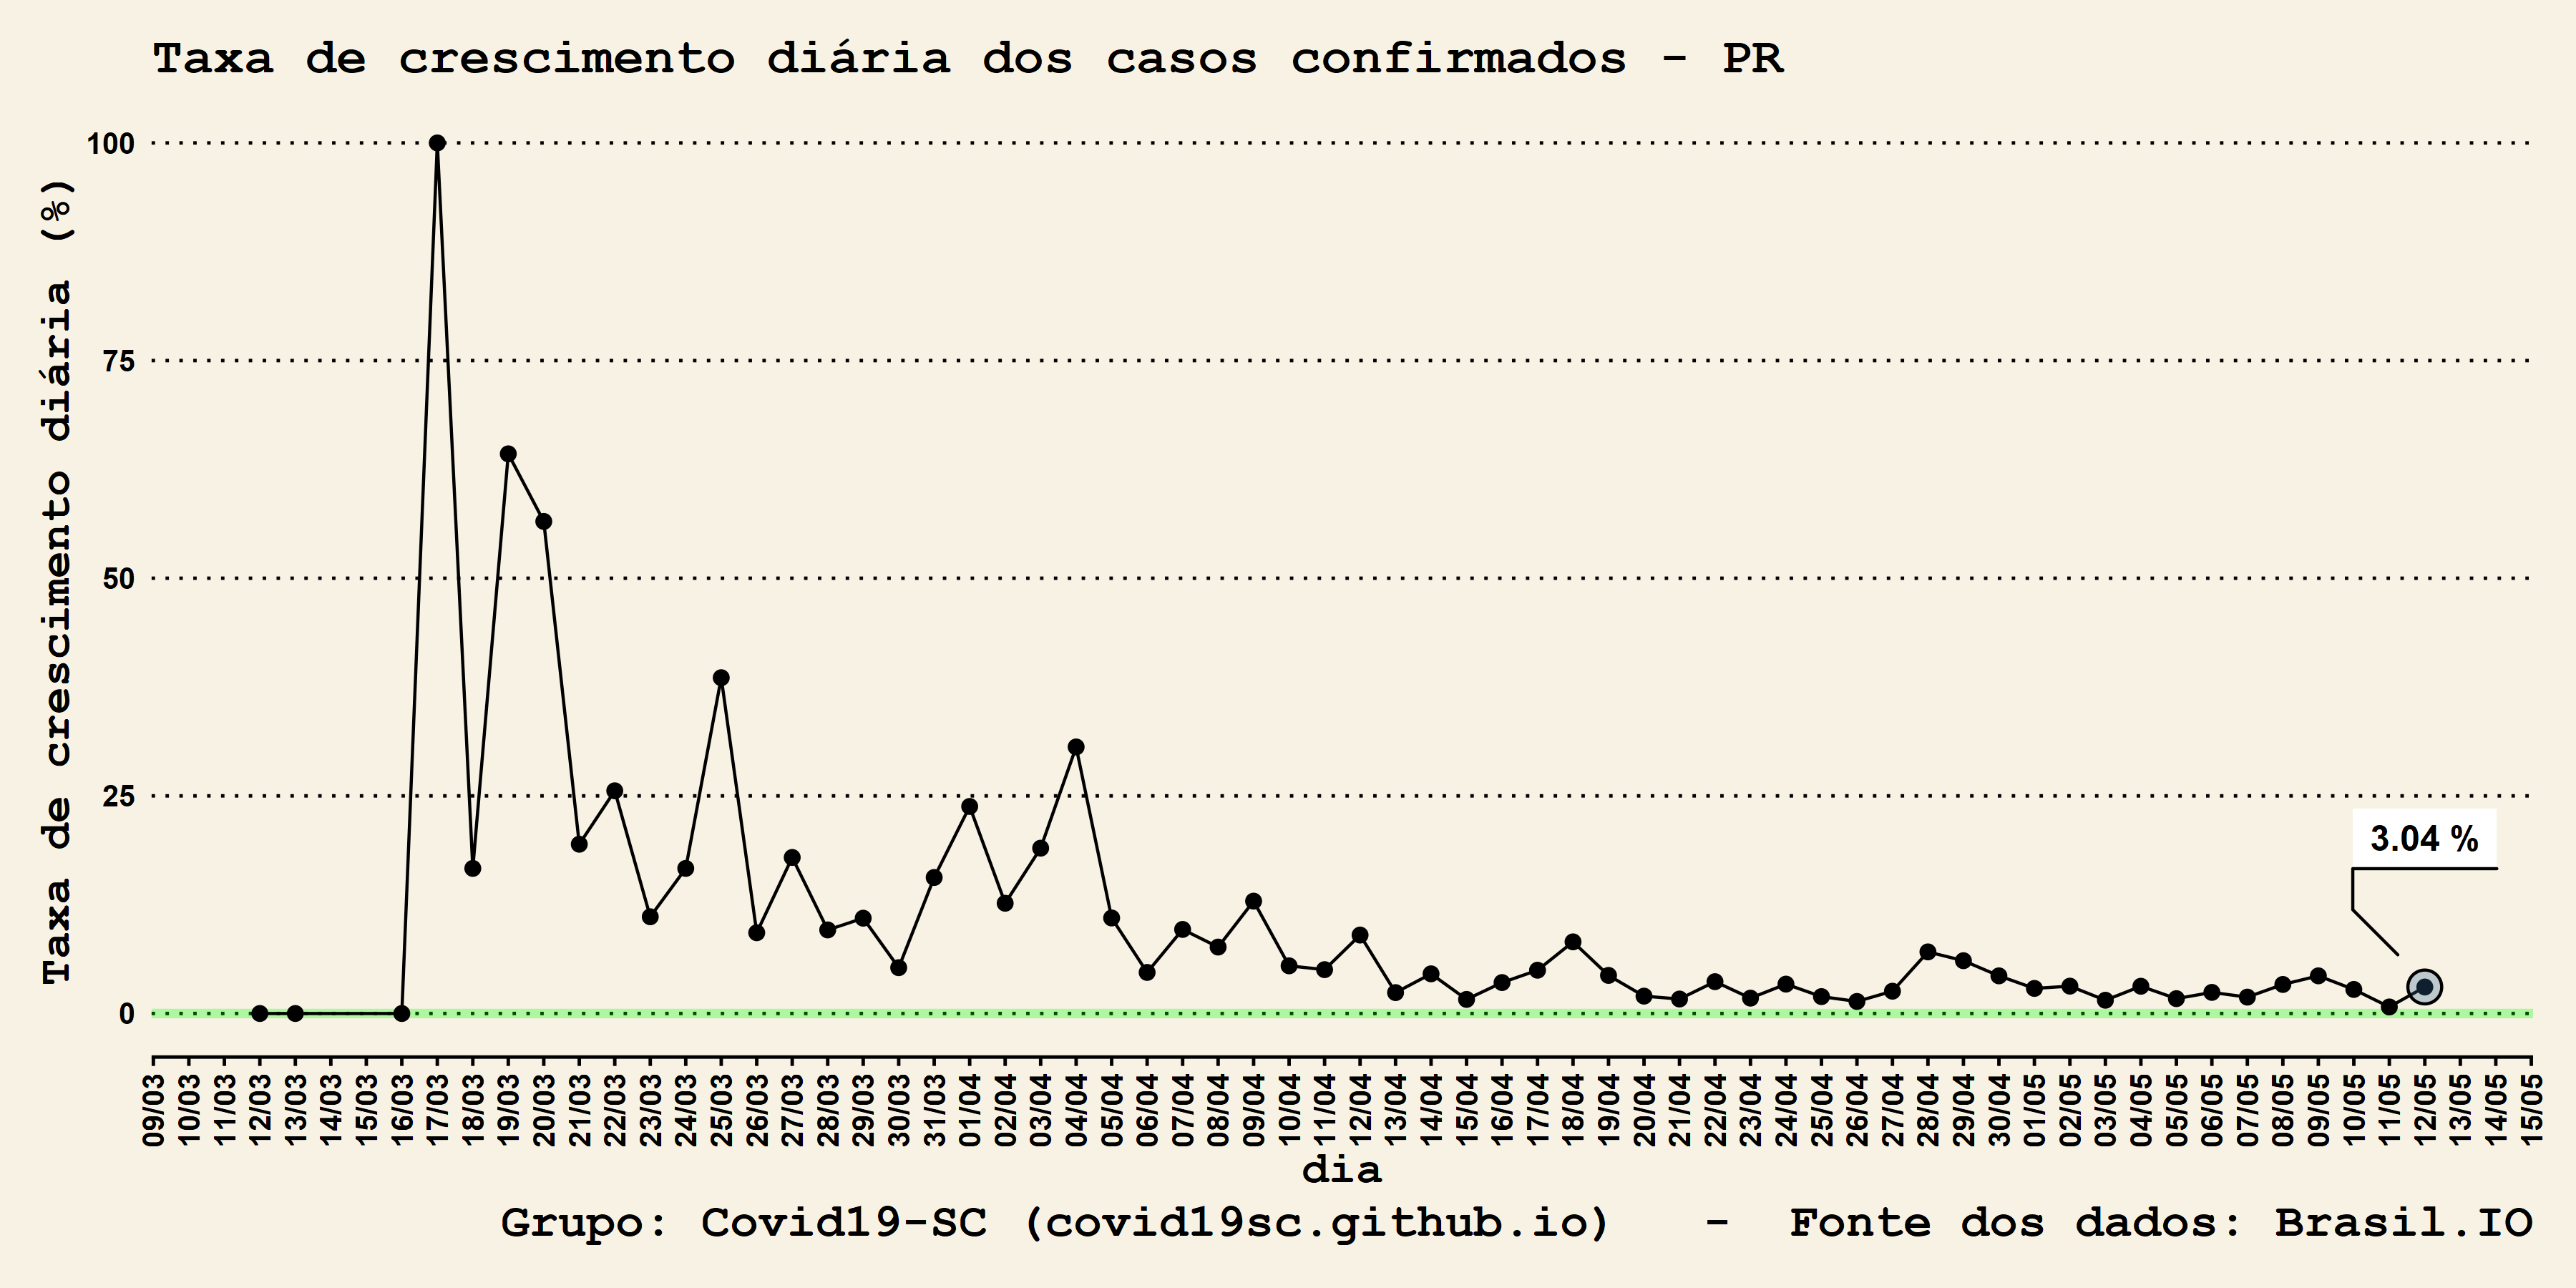 Taxa de crescimento diária dos casos confirmados - PR
Taxa de crescimento diária (%)
100
75
50
25
0
3.04 %
09/03 10/03 11/03 12/03 13/03 14/03 15/03 16/03 17/03 18/03 19/03 20/03 21/03 22/03 23/03 24/03 25/03 26/03 27/03 28/03 29/03 30/03 31/03 01/04 02/04 03/04 04/04 05/04 06/04 07/04 08/04 09/04 10/04 11/04 12/04 13/04 14/04 15/04 16/04 17/04 18/04 19/04 20/04 21/04 22/04 23/04 24/04 25/04 26/04 27/04 28/04 29/04 30/04 01/05 02/05 03/05 04/05 05/05 06/05 07/05 08/05 09/05 10/05 11/05 12/05 13/05 14/05 15/05
dia
Grupo: Covid19-SC (covid19sc.github.io) - Fonte dos dados: Brasil.IO